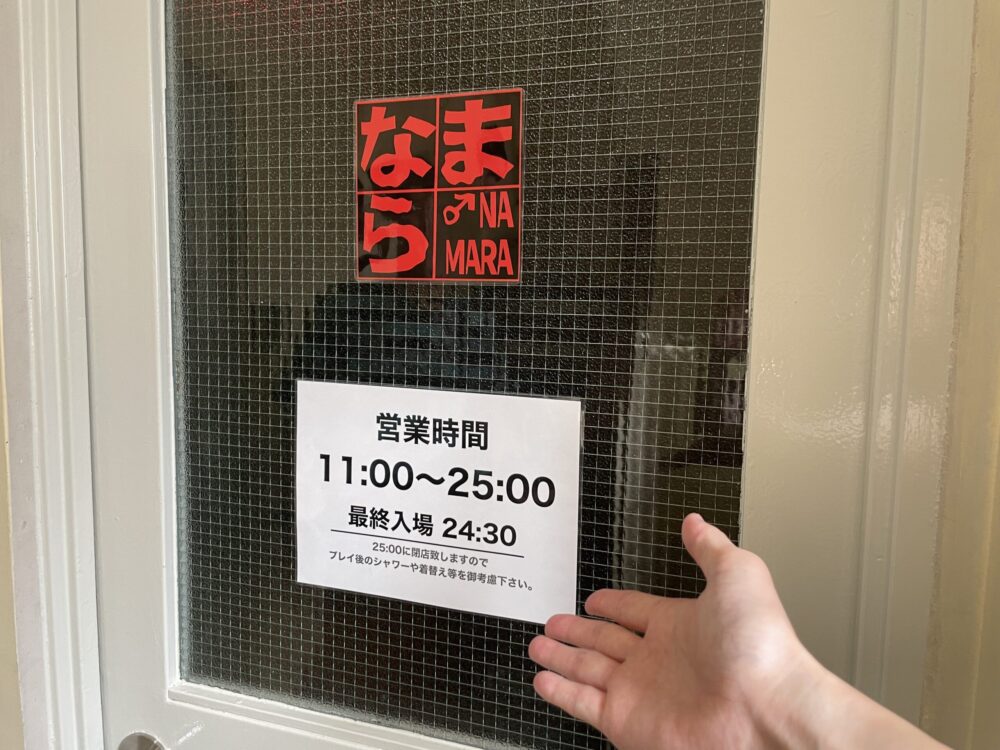 なま
ら♂NA
MARA
営業時間
11:00〜25:00
最終入場 24:30
25:00に閉店致しますので
プレイ後のシャワーや着替え等を御考慮下さい。